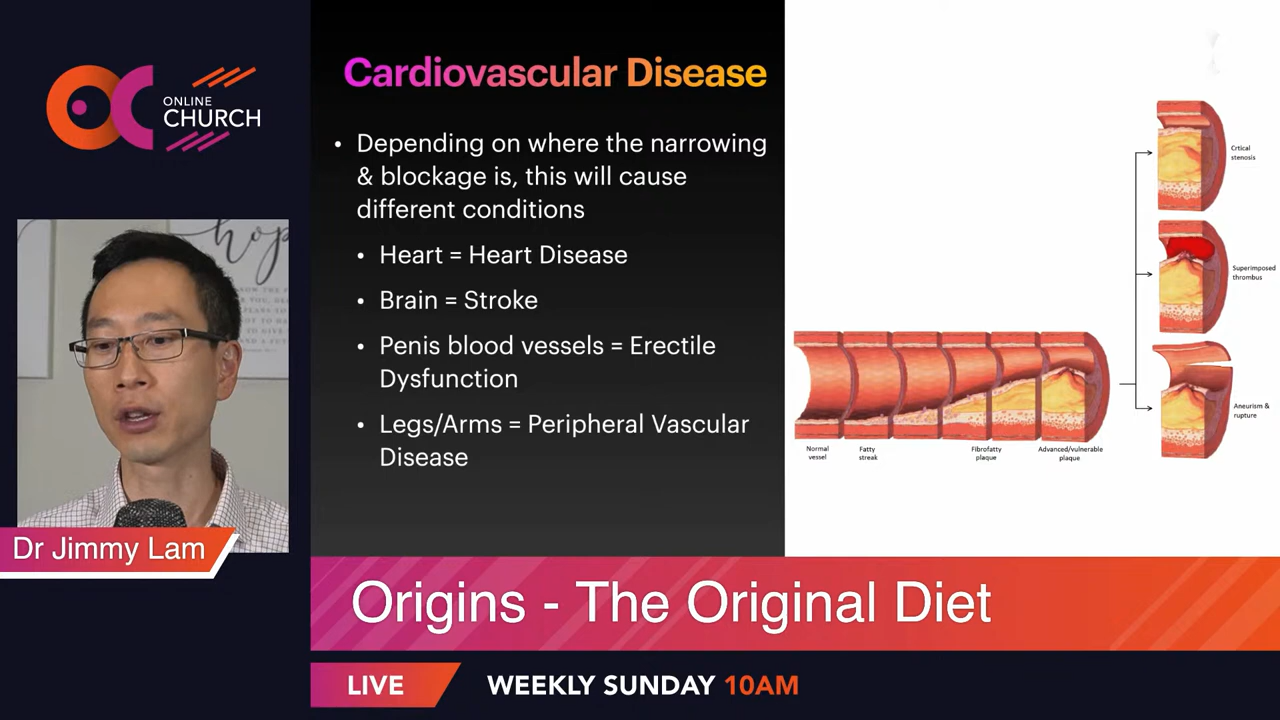 ONLINE
CHURCH
Cardiovascular Disease
• Depending on where the narrowing
& blockage is, this will cause
different conditions
• Heart = Heart Disease
• Brain = Stroke
• Penis blood vessels = Erectile
Dysfunction
• Legs/Arms = Peripheral Vascular
Disease
Normal
vessel
Fatty
streak
Fibrofatty
plaque
Advanced/vulnerable
plaque
Crtical
stenosis
Superimposed
thrombus
Aneurism &
rupture
hope
Dr Jimmy Lam
Origins - The Original Diet
LIVE
WEEKLY SUNDAY 10AM